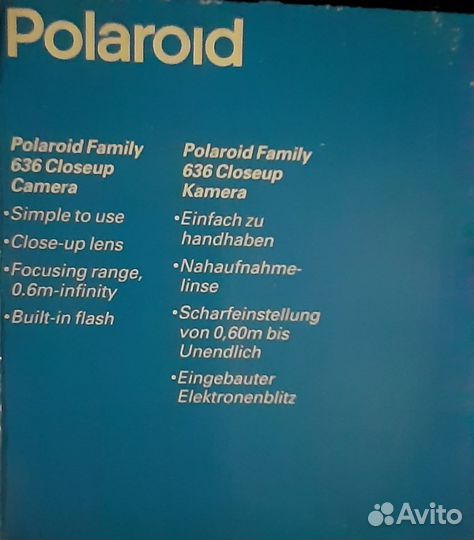 Polaroid
Polaroid Family
636 Closeup
Camera
•Simple to use
•Close-up lens
•Focusing range,
0.6m-infinity
•Built-in flash
Polaroid Family
636 Closeup
Kamera
•Einfach zu
handhaben
•Nahaufnahme-
linse
•Scharfeinstellung
von 0,60m bis
Unendlich
•Eingebauter
Elektronenblitz
Avito